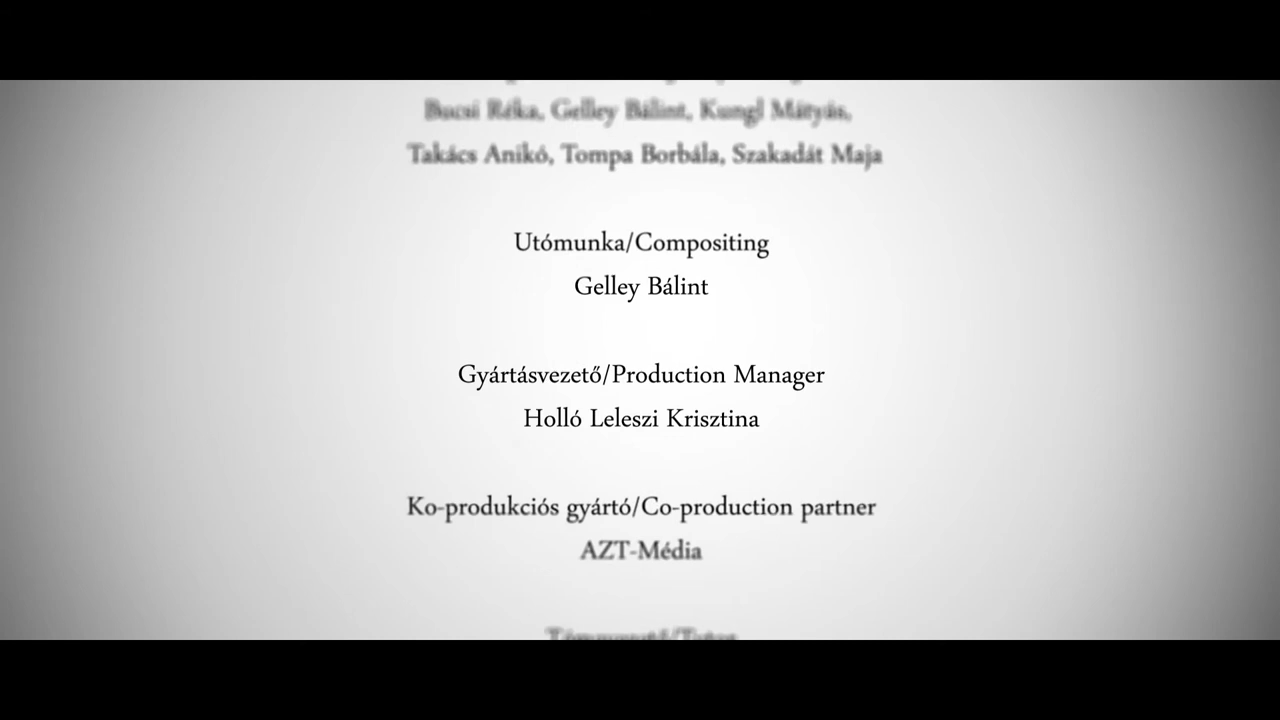 Bucsi Réka, Gelley Bálint, Kungl Mátyás,
Takács Anikó, Tompa Borbála, Szakadát Maja
Utómunka/Compositing
Gelley Bálint
Gyártásvezető/Production Manager
Holló Leleszi Krisztina
Ko-produkciós gyártó/Co-production partner
AZT-Média